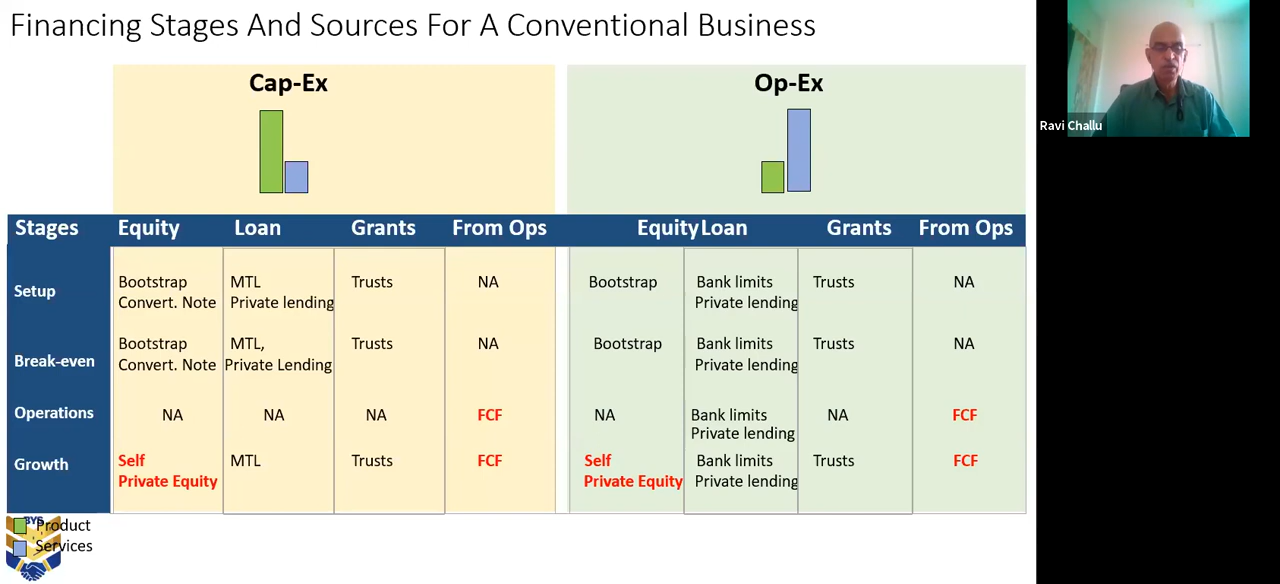 Financing Stages And Sources For A Conventional Business
Cap-Ex
Op-Ex
Ravi Challu
Stages Equity Loan Grants From Ops Equity Loan Grants From Ops
Setup
Bootstrap
Convert. Note
MTL
Private lending
Trusts
NA
Bootstrap
Bank limits
Private lending
Trusts
NA
Break-even
Bootstrap
Convert. Note
MTL,
Private Lending
Trusts
NA
Bootstrap
Bank limits
Private lending
Trusts
NA
Operations
NA
NA
NA
FCF
NA
Bank limits
Private lending
NA
FCF
Growth
Self
Private Equity
MTL
Trusts
FCF
Self
Private Equity
Bank limits
Private lending
Trusts
FCF
BYS
Product
Services